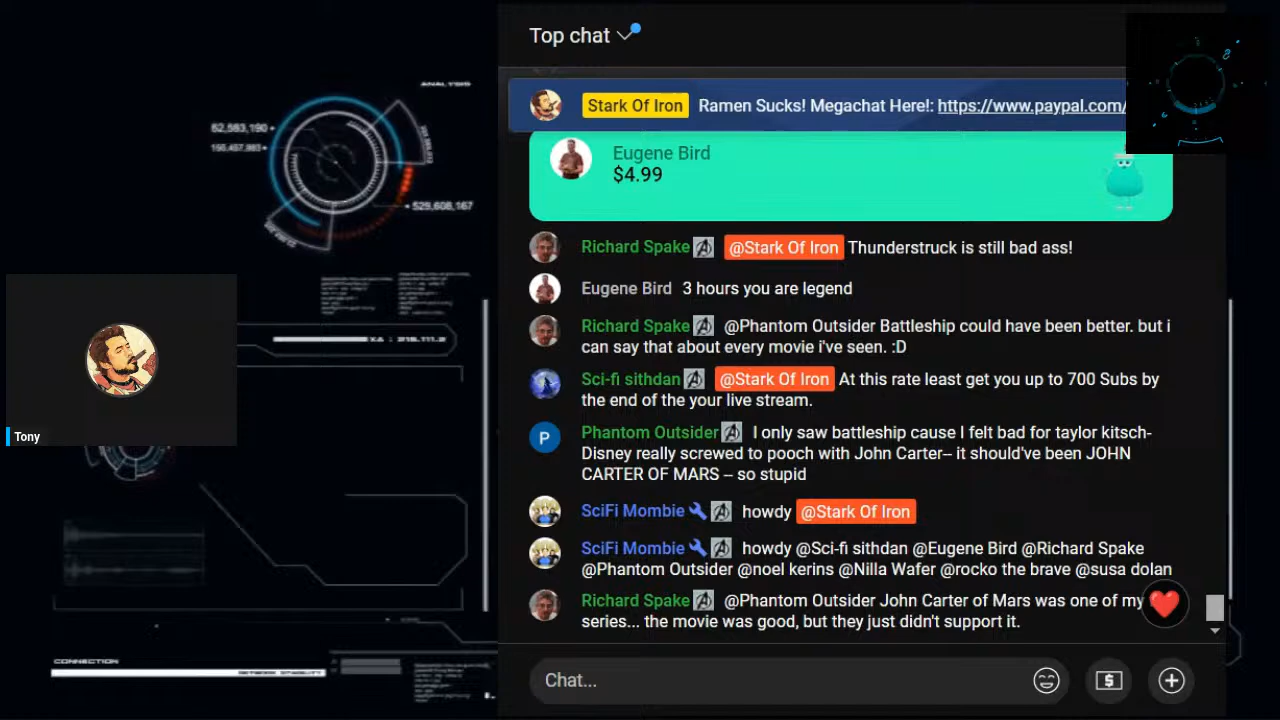 Top chat
Stark Of Iron Ramen Sucks! Megachat Here!: https://www.paypal.com/
Eugene Bird
$4.99
Richard Spake @Stark Of Iron Thunderstruck is still bad ass!
Eugene Bird 3 hours you are legend
Richard Spake @Phantom Outsider Battleship could have been better. but i
can say that about every movie i've seen. :D
Sci-fi sithdan @Stark Of Iron At this rate least get you up to 700 Subs by
the end of the your live stream.
P Phantom Outsider I only saw battleship cause I felt bad for taylor kitsch-
Disney really screwed to pooch with John Carter-- it should've been JOHN
CARTER OF MARS -- so stupid
SciFi Mombie howdy @Stark Of Iron
SciFi Mombie howdy @Sci-fi sithdan @Eugene Bird @Richard Spake
@Phantom Outsider @noel kerins @Nilla Wafer @rocko the brave @susa dolan
Richard Spake @Phantom Outsider John Carter of Mars was one of my
series... the movie was good, but they just didn't support it.
Chat...
ANALYSIS
529,608,167
Tony
CONNECTION
NETWORK STABILITY